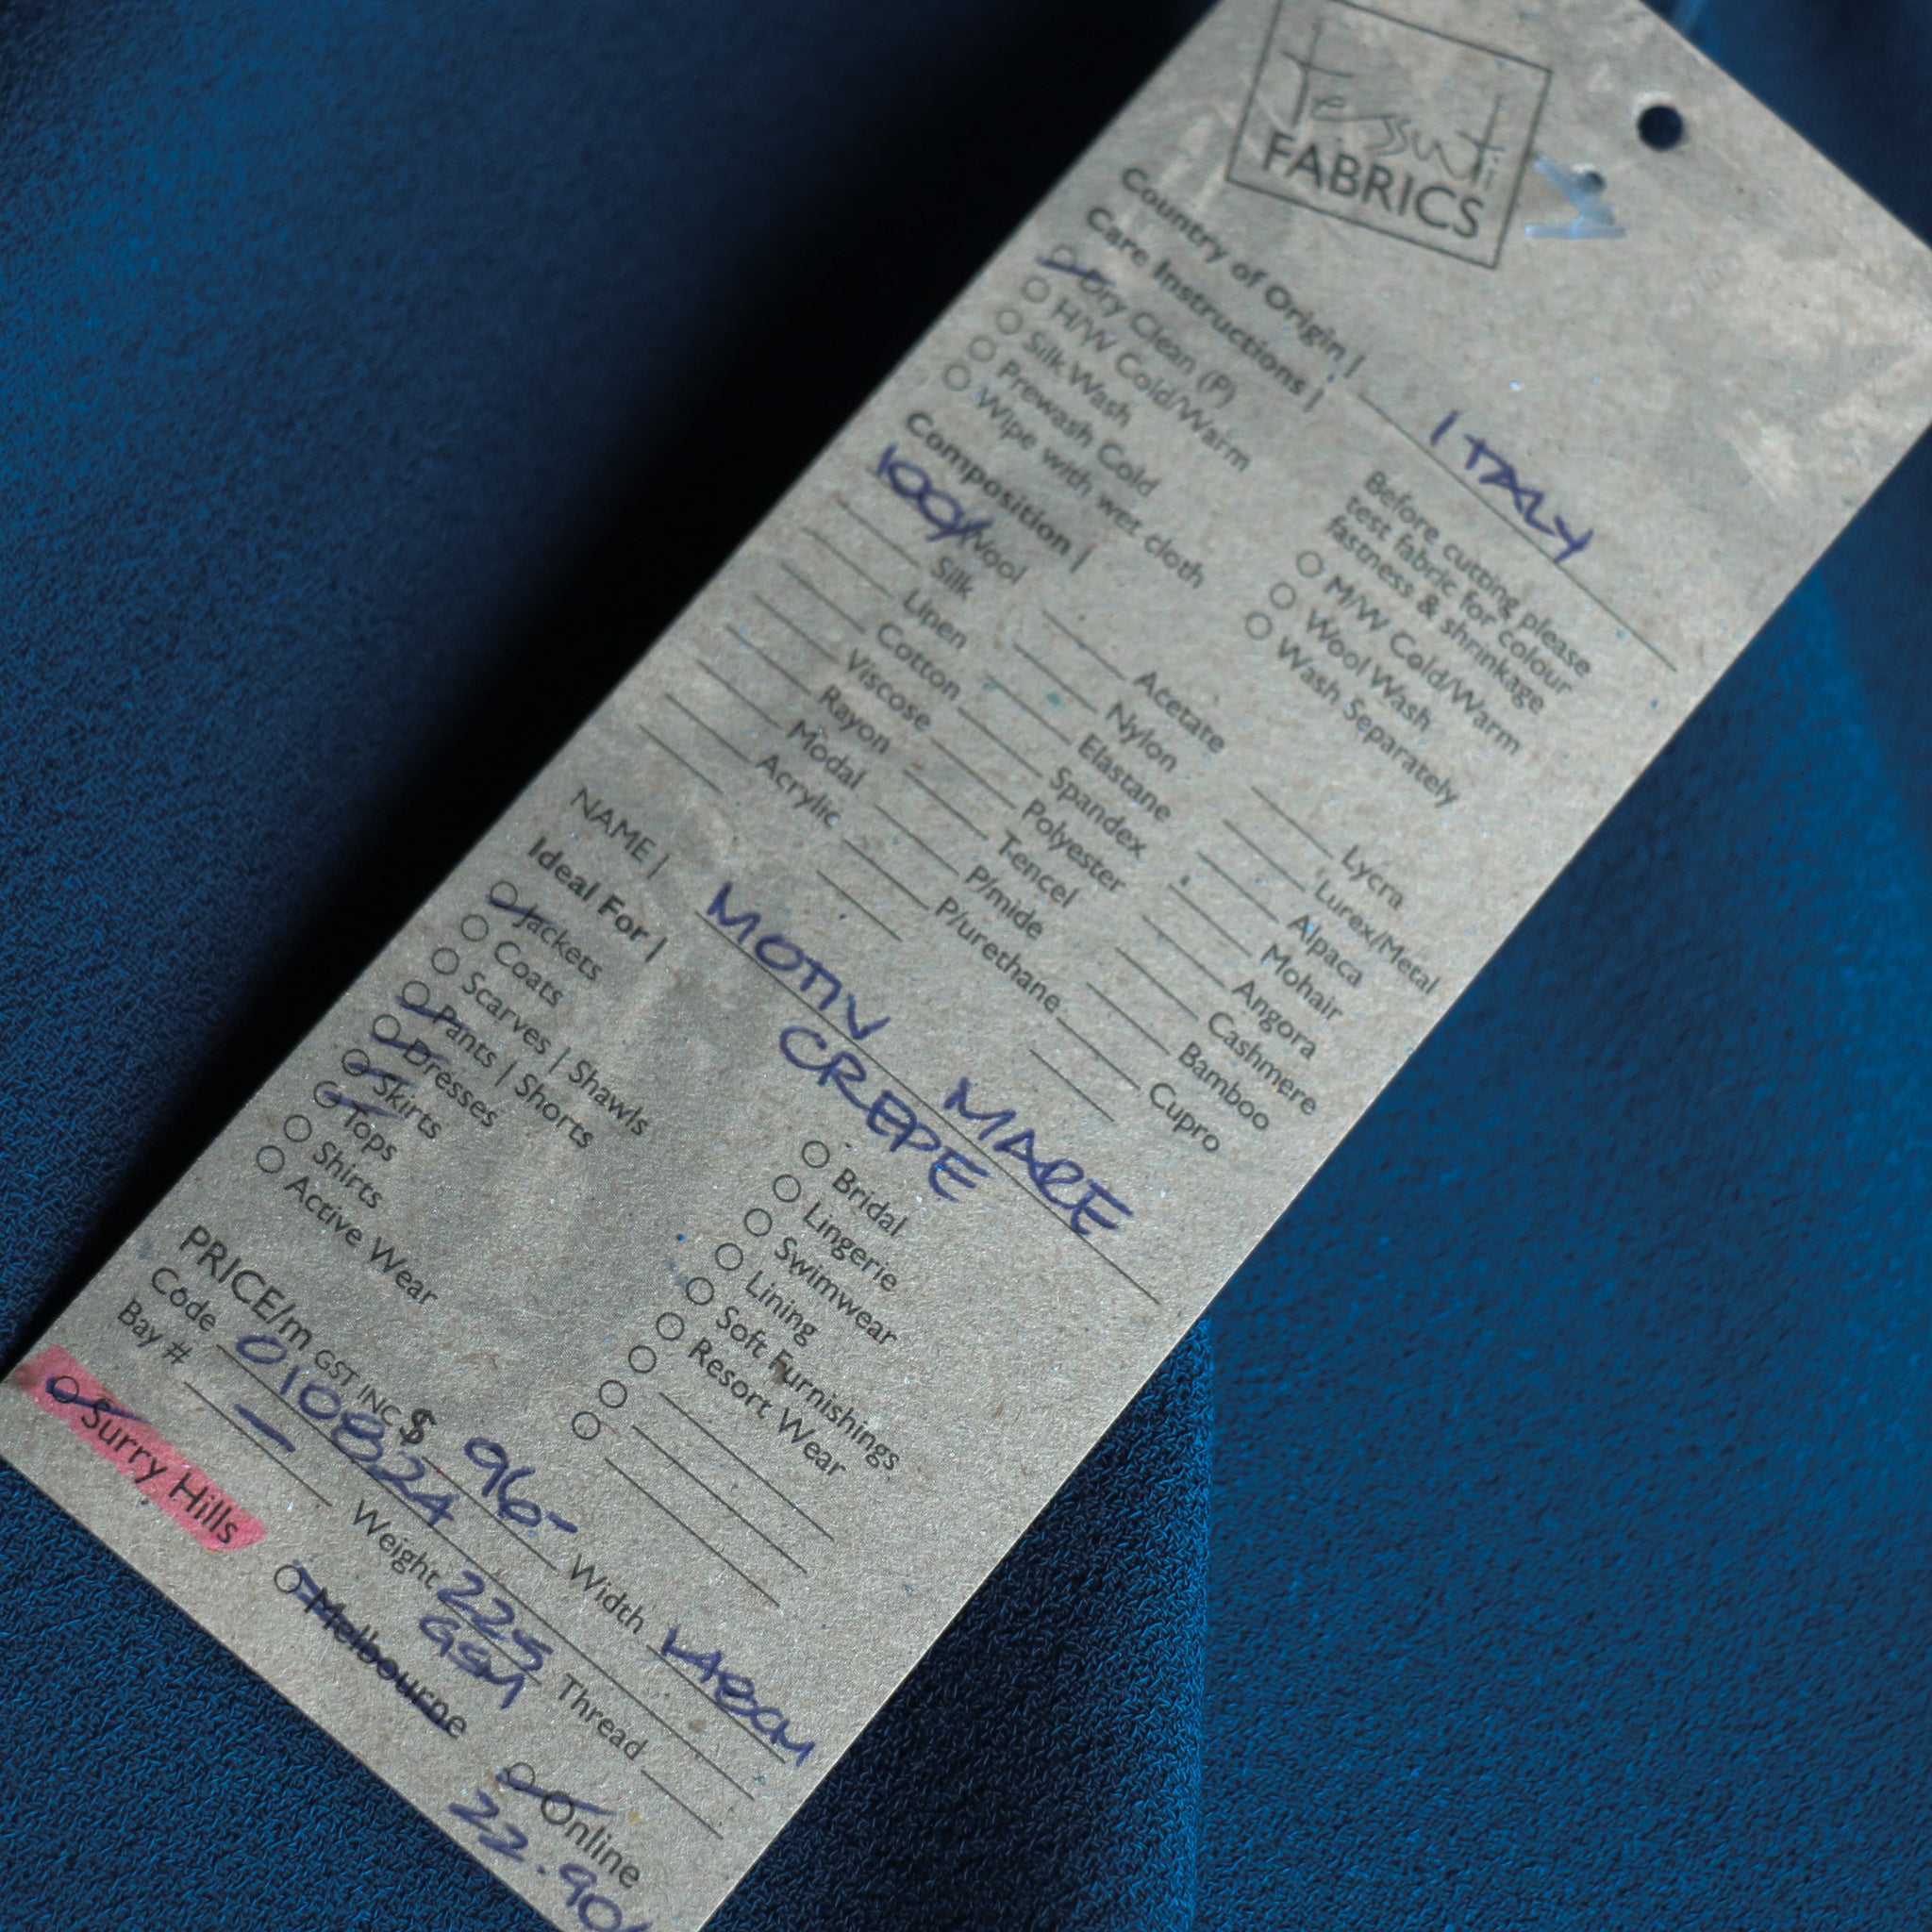 tessuti
FABRICS
Country of Origin | ITALY
Care Instructions |
Dry Clean (P)
H/W Cold/Warm
Silk Wash
Prewash Cold
Wipe with wet cloth
Before cutting please
test fabric for colour
fastness & shrinkage
M/W Cold/Warm
Wool Wash
Wash Separately
Composition |
100% Wool
Silk
Linen
Cotton
Viscose
Rayon
Modal
Acrylic
Acetate
Nylon
Elastane
Spandex
Polyester
Tencel
P/mide
P/urethane
Lycra
Lurex/Metal
Alpaca
Mohair
Angora
Cashmere
Bamboo
Cupro
NAME | MOTIV MARE
CREPE
Ideal For |
Jackets
Coats
Scarves | Shawls
Pants | Shorts
Dresses
Skirts
Tops
Shirts
Active Wear
Bridal
Lingerie
Swimwear
Lining
Soft Furnishings
Resort Wear
PRICE/m GST INC $ 96- Width 148CM
Code 010824 Weight 225 GSM
Bay # — Thread
Surry Hills Melbourne Online
22.90